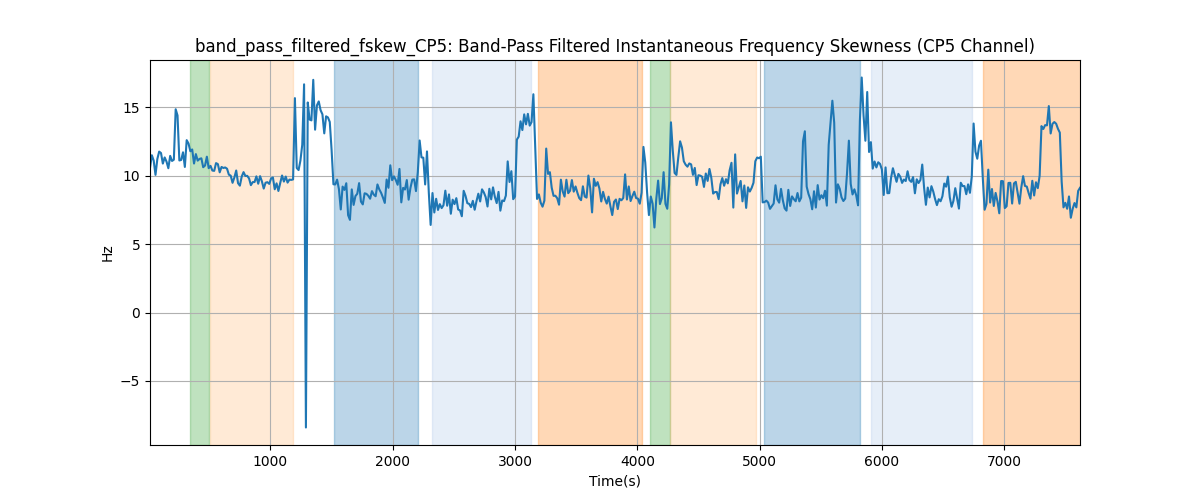 band_pass_filtered_fskew_CP5: Band-Pass Filtered Instantaneous Frequency Skewness (CP5 Channel)
15
10
5
0
−5
Hz
1000 2000 3000 4000 5000 6000 7000
Time(s)